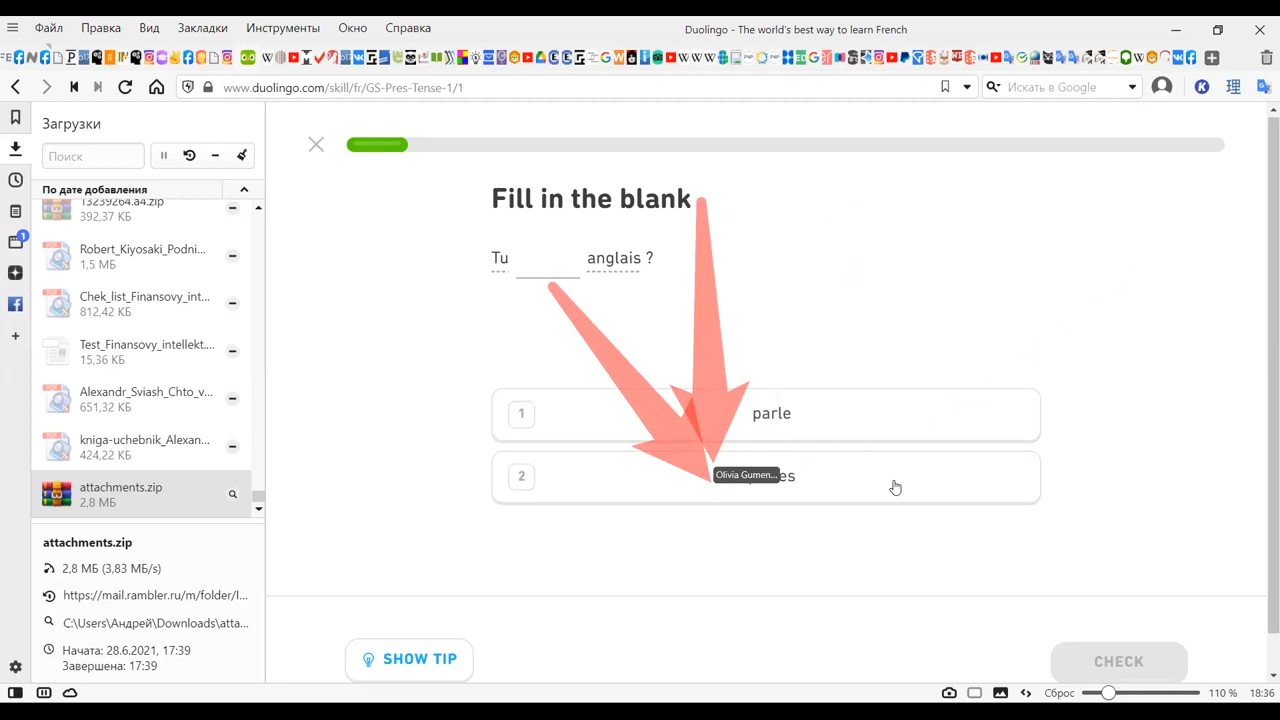 Файл Правка Вид Закладки Инструменты Окно Справка Duolingo - The world's best way to learn French
www.duolingo.com/skill/fr/GS-Pres-Tense-1/1 Искать в Google
Загрузки
Поиск
По дате добавления
13239264.a4.zip
392,37 КБ
Robert_Kiyosaki_Podni...
1,5 МБ
Chek_list_Finansovy_int...
812,42 КБ
Test_Finansovy_intellekt....
15,36 КБ
Alexandr_Sviash_Chto_v...
651,32 КБ
kniga-uchebnik_Alexan...
424,22 КБ
attachments.zip
2,8 МБ
attachments.zip
2,8 МБ (3,83 МБ/s)
https://mail.rambler.ru/m/folder/I...
C:\Users\Андрей\Downloads\atta...
Начата: 28.6.2021, 17:39
Завершена: 17:39
Fill in the blank
Tu ______ anglais ?
1 parle
2
Olivia Gumen...
SHOW TIP
CHECK
Сброс 110 % 18:36